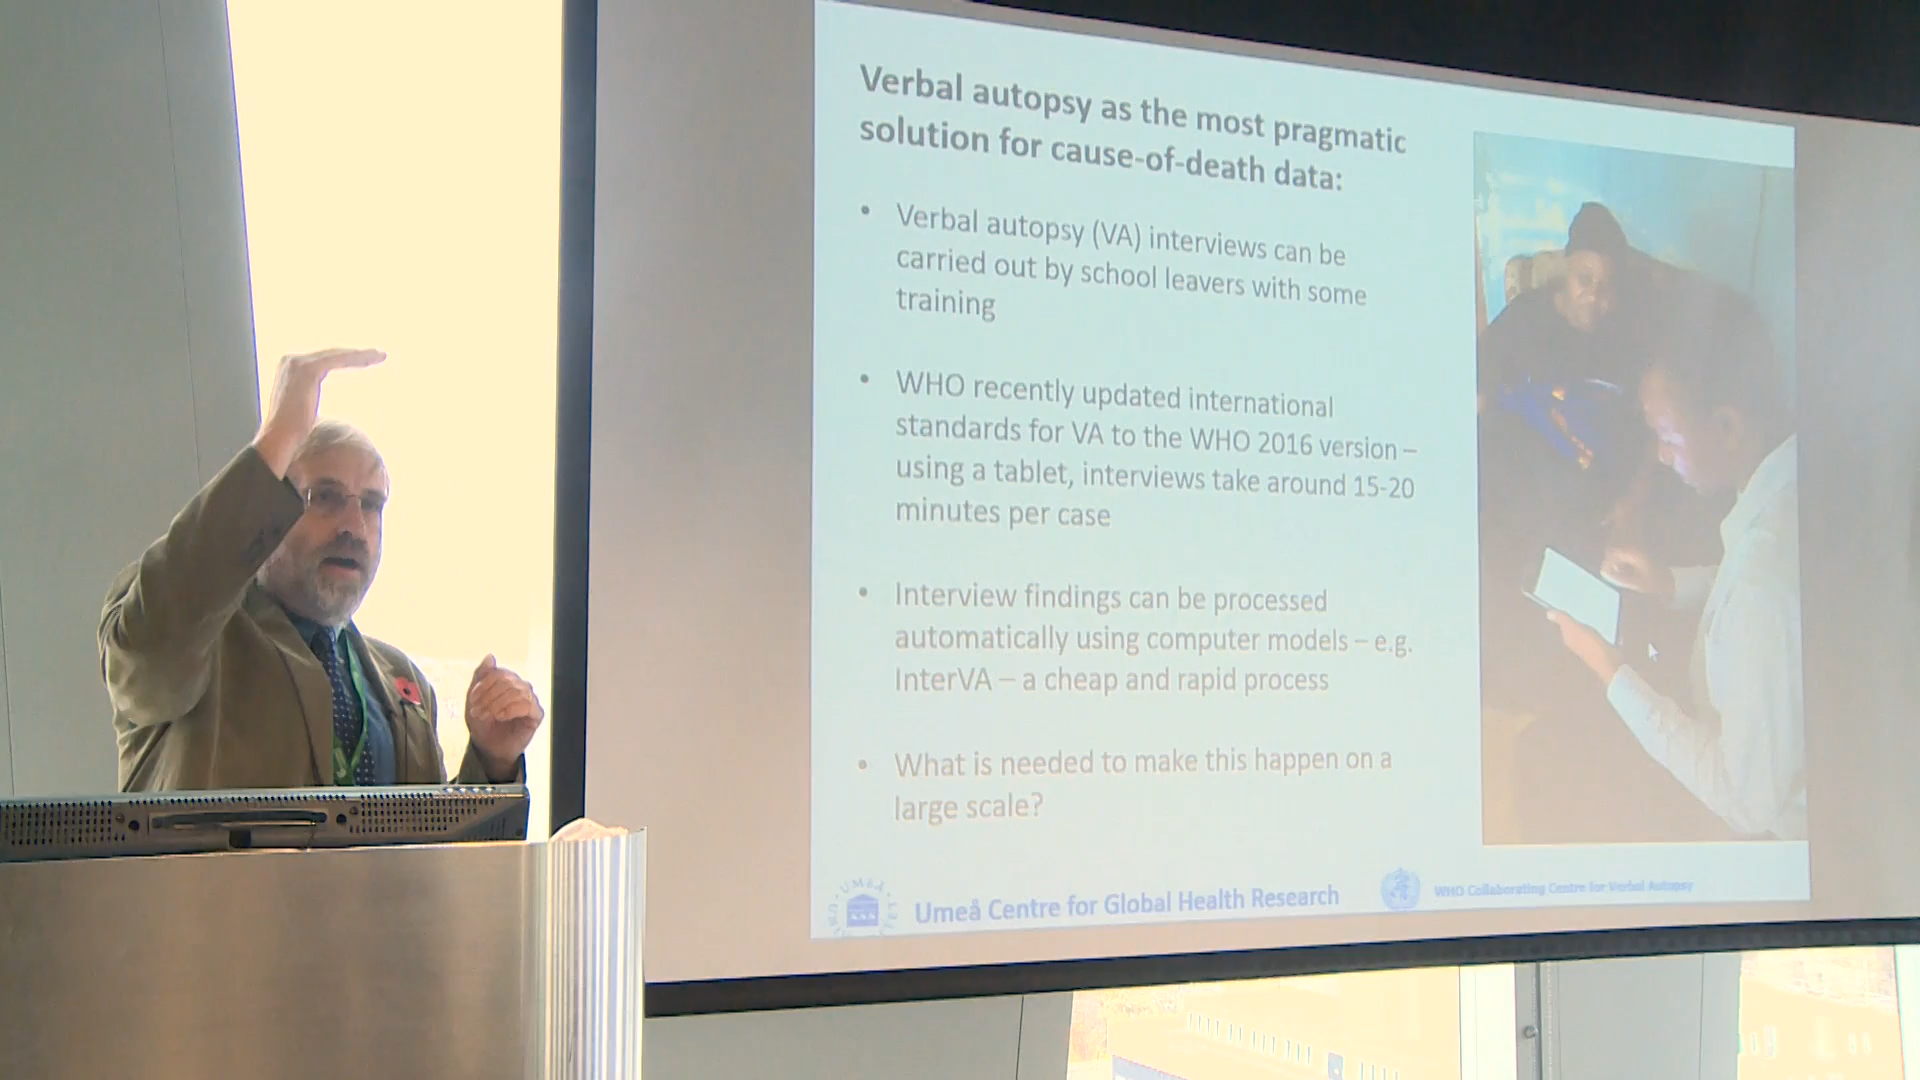 Verbal autopsy as the most pragmatic
solution for cause-of-death data:
• Verbal autopsy (VA) interviews can be
carried out by school leavers with some
training
• WHO recently updated international
standards for VA to the WHO 2016 version –
using a tablet, interviews take around 15-20
minutes per case
• Interview findings can be processed
automatically using computer models – e.g.
InterVA – a cheap and rapid process
• What is needed to make this happen on a
large scale?
UMEÅ
Umeå Centre for Global Health Research
WHO Collaborating Centre for Verbal Autopsy